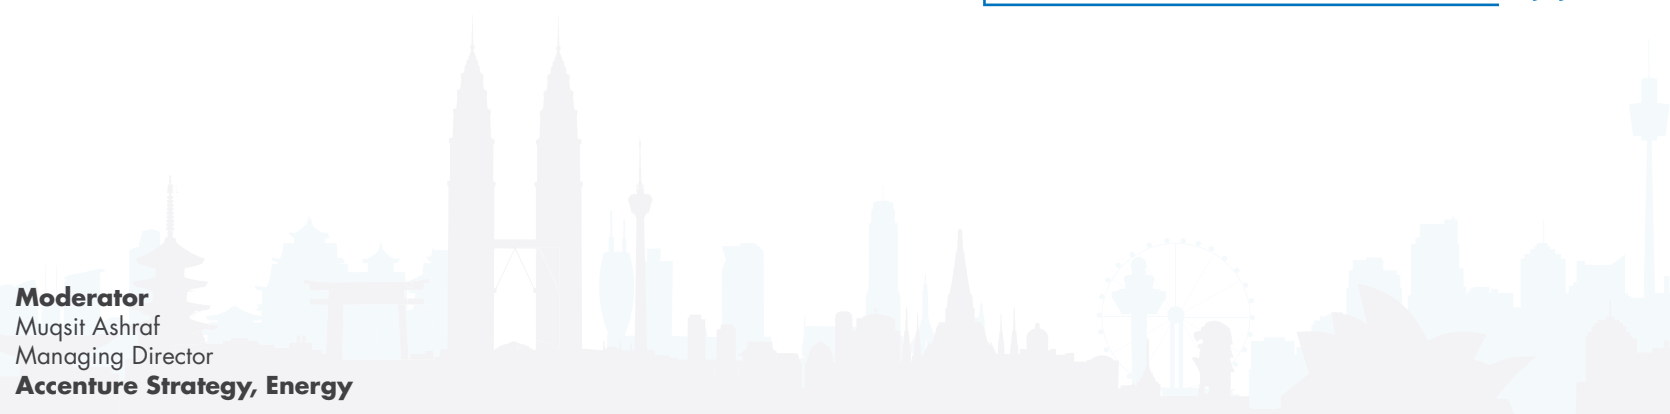 Moderator
Muqsit Ashraf
Managing Director
Accenture Strategy, Energy